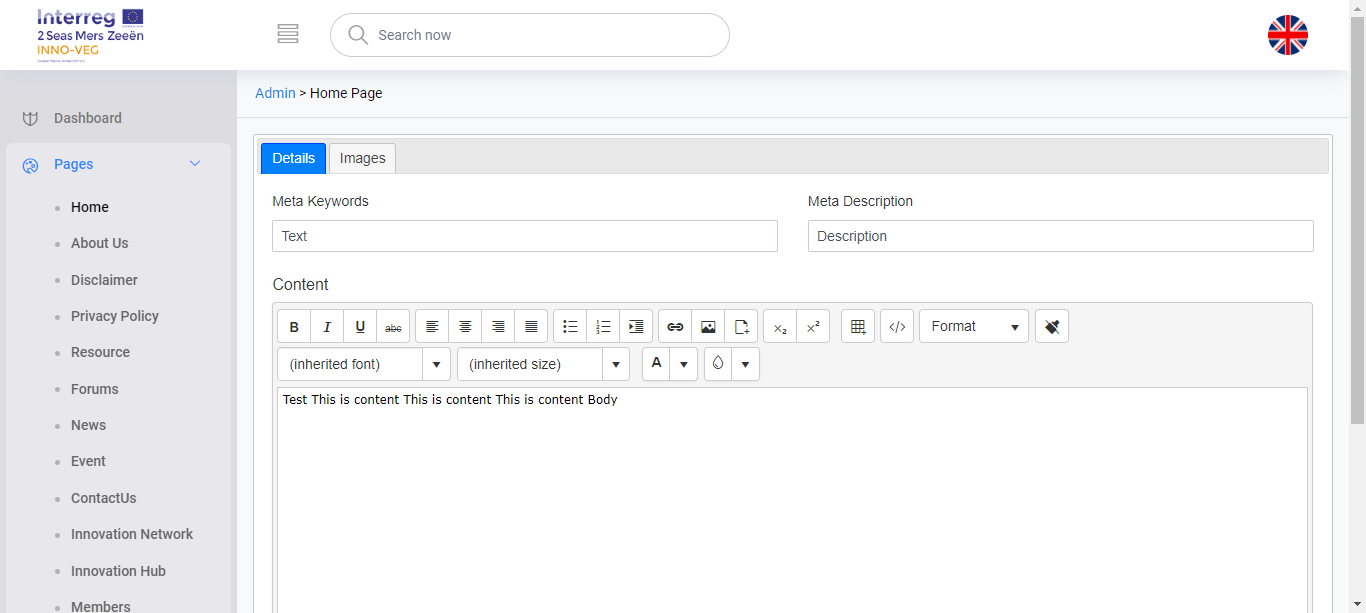 Interreg
2 Seas Mers Zeeën
INNO-VEG
Search now
Admin > Home Page
Dashboard
Pages
Home
About Us
Disclaimer
Privacy Policy
Resource
Forums
News
Event
ContactUs
Innovation Network
Innovation Hub
Members
Details
Images
Meta Keywords
Meta Description
Text
Description
Content
B I U abc
x₂ x² </> Format
(inherited font) (inherited size) A
Test This is content This is content This is content Body